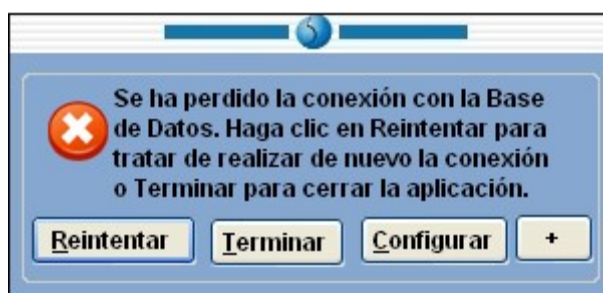 Se ha perdido la conexión con la Base
de Datos. Haga clic en Reintentar para
tratar de realizar de nuevo la conexión
o Terminar para cerrar la aplicación.
Reintentar Terminar Configurar +